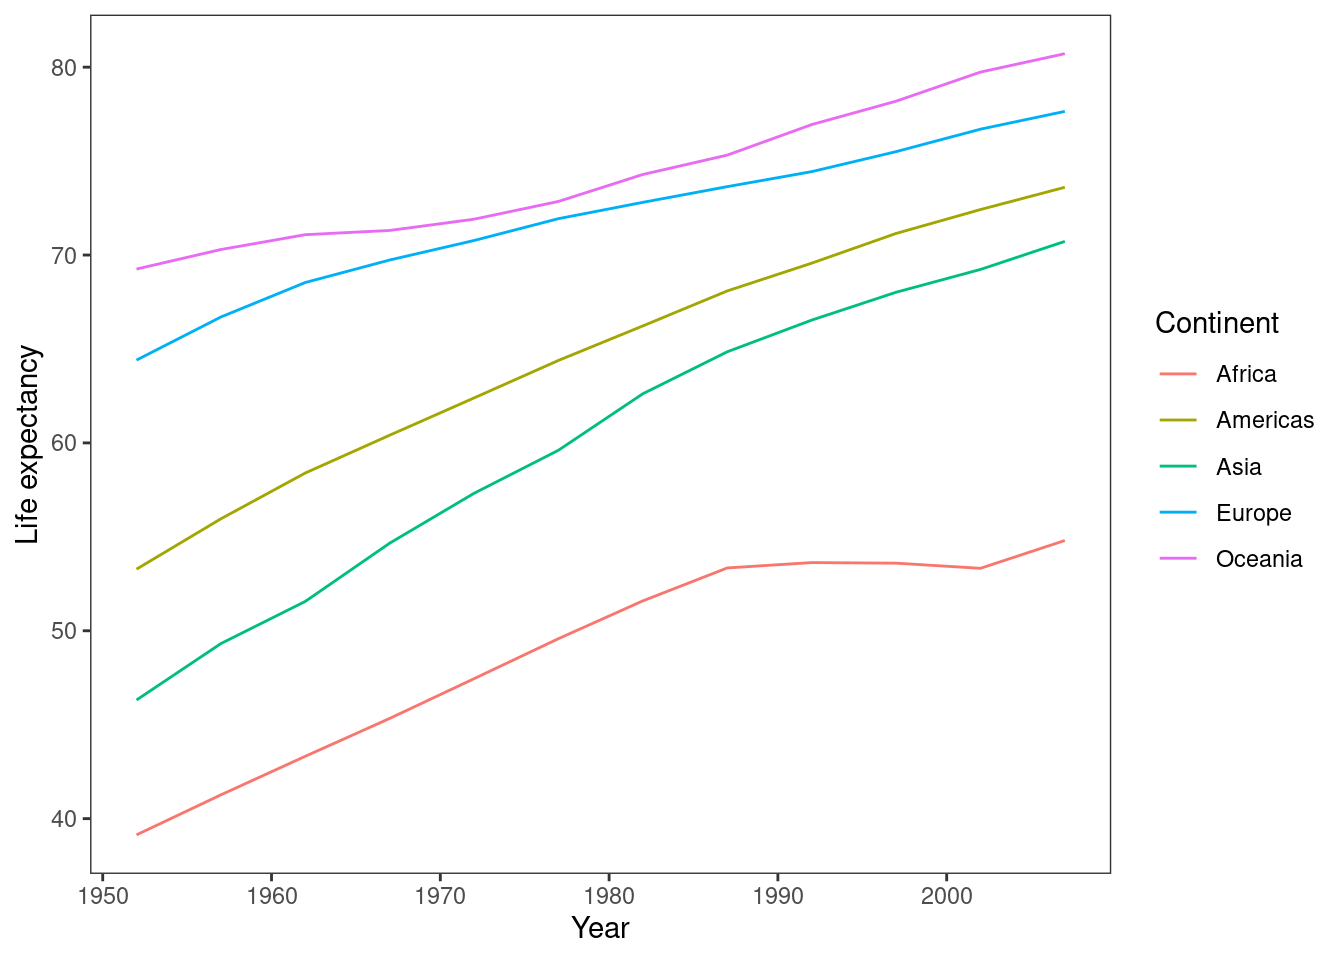 80
70
60
50
40
Life expectancy
1950 1960 1970 1980 1990 2000
Year
Continent
Africa
Americas
Asia
Europe
Oceania